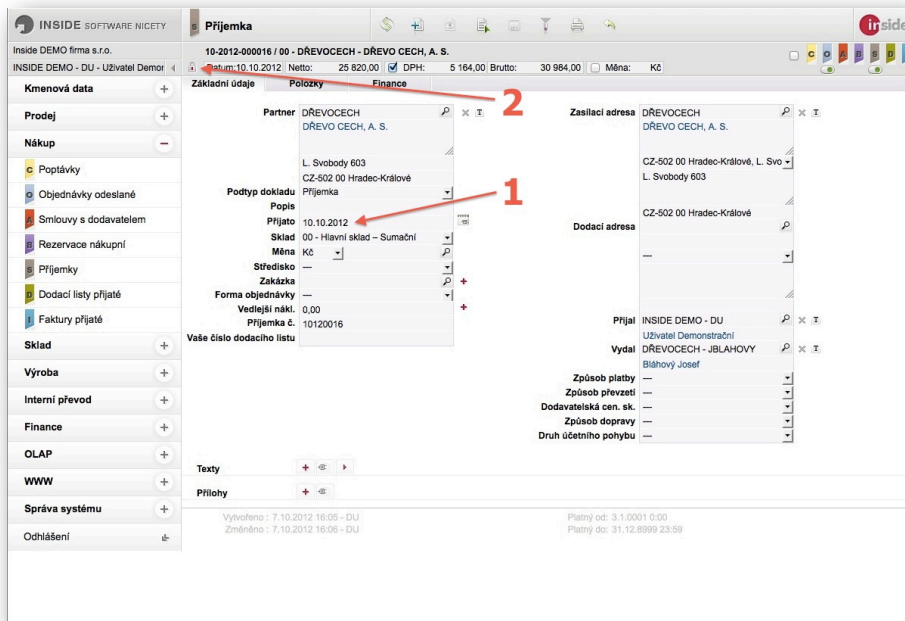 INSIDE SOFTWARE NICETY
S Příjemka
inside
Inside DEMO firma s.r.o.
10-2012-000016 / 00 - DŘEVOCECH - DŘEVO CECH, A. S.
C O A B S D
INSIDE DEMO - DU - Uživatel Demor
Datum:10.10.2012 Netto: 25 820,00 DPH: 5 164,00 Brutto: 30 984,00 Měna: Kč
Základní údaje Položky Finance
2
1
Kmenová data
Prodej
Nákup
C Poptávky
O Objednávky odeslané
A Smlouvy s dodavatelem
B Rezervace nákupní
S Příjemky
D Dodací listy přijaté
I Faktury přijaté
Sklad
Výroba
Interní převod
Finance
OLAP
WWW
Správa systému
Odhlášení
Partner DŘEVOCECH
DŘEVO CECH, A. S.
L. Svobody 603
CZ-502 00 Hradec-Králové
Podtyp dokladu Příjemka
Popis
Přijato 10.10.2012
Sklad 00 - Hlavní sklad – Sumační
Měna Kč
Středisko ---
Zakázka
Forma objednávky ---
Vedlejší nákl. 0,00
Příjemka č. 10120016
Vaše číslo dodacího listu
Zasílací adresa DŘEVOCECH
DŘEVO CECH, A. S.
CZ-502 00 Hradec-Králové, L. Svo
L. Svobody 603
CZ-502 00 Hradec-Králové
Dodací adresa
---
Přijal INSIDE DEMO - DU
Uživatel Demonstrační
Vydal DŘEVOCECH - JBLAHOVY
Bláhový Josef
Způsob platby ---
Způsob převzetí ---
Dodavatelská cen. sk. ---
Způsob dopravy ---
Druh účetního pohybu ---
Texty
Přílohy
Vytvořeno : 7.10.2012 16:05 - DU
Změněno : 7.10.2012 16:06 - DU
Platný od: 3.1.0001 0:00
Platný do: 31.12.8999 23:59